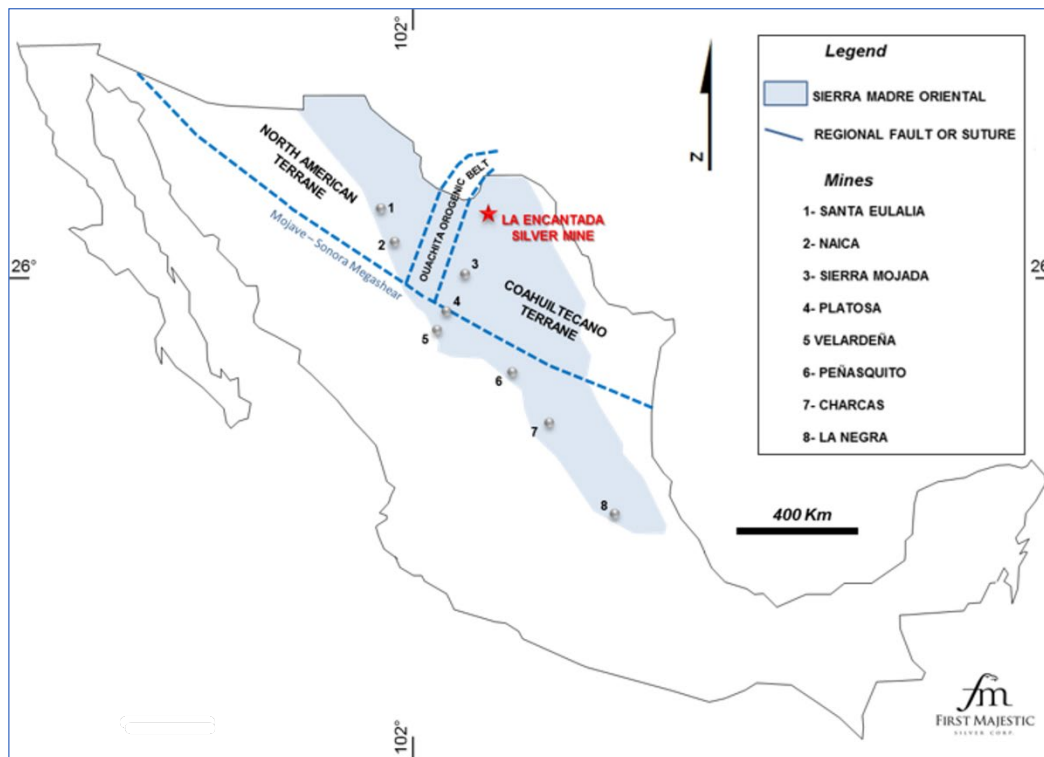 102°
Legend
SIERRA MADRE ORIENTAL
REGIONAL FAULT OR SUTURE
Mines
1- SANTA EULALIA
2- NAICA
3- SIERRA MOJADA
4- PLATOSA
5 VELARDEÑA
6- PEÑASQUITO
7- CHARCAS
8- LA NEGRA
N
NORTH AMERICAN
TERRANE
OUACHITA OROGENIC BELT
LA ENCANTADA
SILVER MINE
Mojave – Sonora Megashear
COAHUILTECANO
TERRANE
1
2
3
4
5
6
7
8
26°
26
400 Km
102°
fm
FIRST MAJESTIC
SILVER CORP.